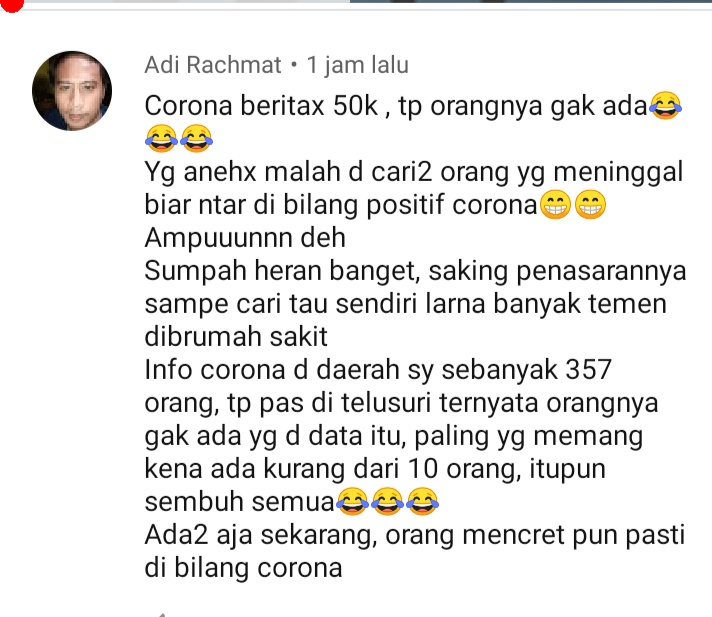 Adi Rachmat • 1 jam lalu
Corona beritax 50k , tp orangnya gak ada😂
😂😂
Yg anehx malah d cari2 orang yg meninggal
biar ntar di bilang positif corona😁😁
Ampuuunnn deh
Sumpah heran banget, saking penasarannya
sampe cari tau sendiri larna banyak temen
dibrumah sakit
Info corona d daerah sy sebanyak 357
orang, tp pas di telusuri ternyata orangnya
gak ada yg d data itu, paling yg memang
kena ada kurang dari 10 orang, itupun
sembuh semua😂😂😂
Ada2 aja sekarang, orang mencret pun pasti
di bilang corona